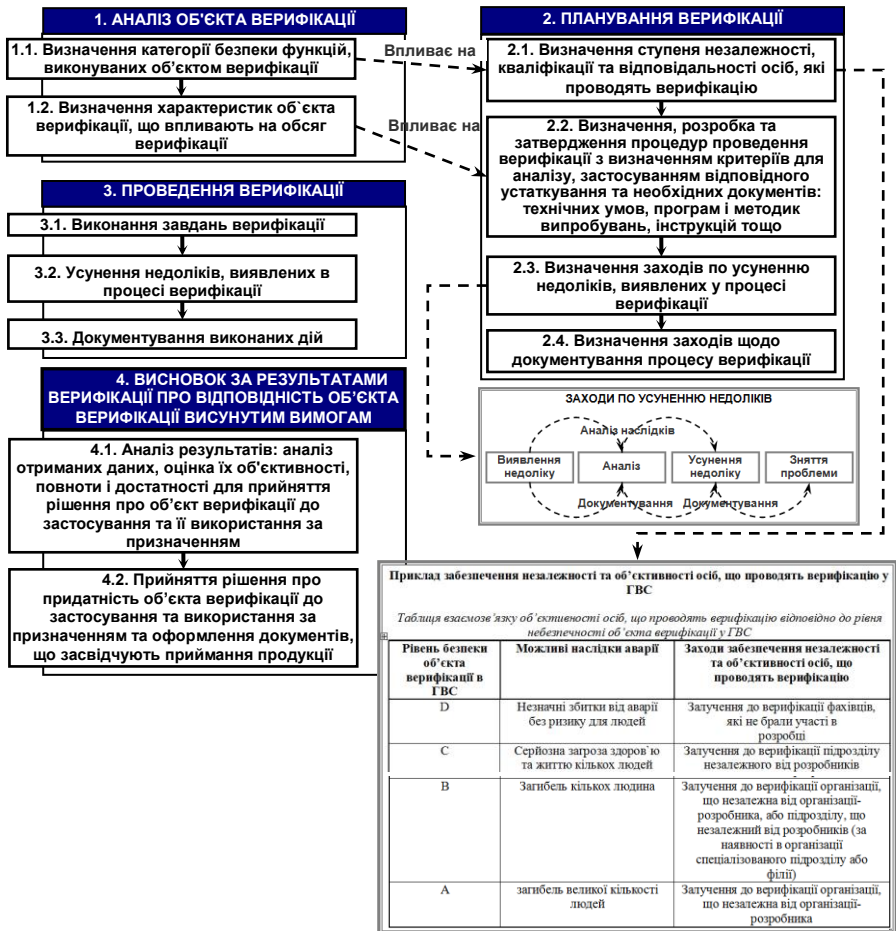 1. АНАЛІЗ ОБ'ЄКТА ВЕРИФІКАЦІЇ
1.1. Визначення категорії безпеки функцій,
виконуваних об’єктом верифікації
1.2. Визначення характеристик об`єкта
верифікації, що впливають на обсяг
верифікації
Впливає на
Впливає на
2. ПЛАНУВАННЯ ВЕРИФІКАЦІЇ
2.1. Визначення ступеня незалежності,
кваліфікації та відповідальності осіб, які
проводять верифікацію
2.2. Визначення, розробка та
затвердження процедур проведення
верифікації з визначенням критеріїв для
аналізу, застосуванням відповідного
устаткування та необхідних документів:
технічних умов, програм і методик
випробувань, інструкцій тощо
2.3. Визначення заходів по усуненню
недоліків, виявлених у процесі
верифікації
2.4. Визначення заходів щодо
документування процесу верифікації
3. ПРОВЕДЕННЯ ВЕРИФІКАЦІЇ
3.1. Виконання завдань верифікації
3.2. Усунення недоліків, виявлених в
процесі верифікації
3.3. Документування виконаних дій
4. ВИСНОВОК ЗА РЕЗУЛЬТАТАМИ
ВЕРИФІКАЦІЇ ПРО ВІДПОВІДНІСТЬ ОБ’ЄКТА
ВЕРИФІКАЦІЇ ВИСУНУТИМ ВИМОГАМ
4.1. Аналіз результатів: аналіз
отриманих даних, оцінка їх об'єктивності,
повноти і достатності для прийняття
рішення про об’єкт верифікації до
застосування та її використання за
призначенням
4.2. Прийняття рішення про
придатність об’єкта верифікації до
застосування та використання за
призначенням та оформлення документів,
що засвідчують приймання продукції
ЗАХОДИ ПО УСУНЕННЮ НЕДОЛІКІВ
Аналіз наслідків
Виявлення
недоліку
Аналіз
Усунення
недоліку
Зняття
проблеми
Документування
Документування
Приклад забезпечення незалежності та об’єктивності осіб, що проводять верифікацію у
ГВС
Таблиця взаємозв’язку об’єктивності осіб, що проводять верифікацію відповідно до рівня
небезпечності об’єкта верифікації у ГВС
Рівень безпеки
об’єкта
верифікації в
ГВС
Можливі наслідки аварії
Заходи забезпечення незалежності
та об’єктивності осіб, що
проводять верифікацію
D
Незначні збитки від аварії
без ризику для людей
Залучення до верифікації фахівців,
які не брали участі в
розробці
C
Серйозна загроза здоров`ю
та життю кількох людей
Залучення до верифікації підрозділу
незалежного від розробників
B
Загибель кількох людина
Залучення до верифікації організації,
що незалежна від організації-
розробника, або підрозділу, що
незалежний від розробників (за
наявності в організації
спеціалізованого підрозділу або
філії)
A
загибель великої кількості
людей
Залучення до верифікації організації,
що незалежна від організації-
розробника